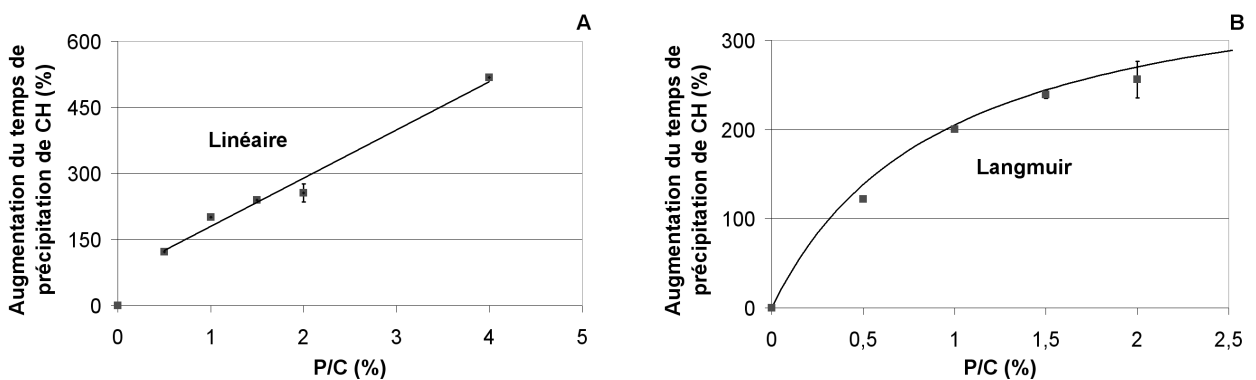 A
Augmentation du temps de
précipitation de CH (%)
600
450
300
150
0
Linéaire
0 1 2 3 4 5
P/C (%)
B
Augmentation du temps de
précipitation de CH (%)
300
200
100
0
Langmuir
0 0,5 1 1,5 2 2,5
P/C (%)